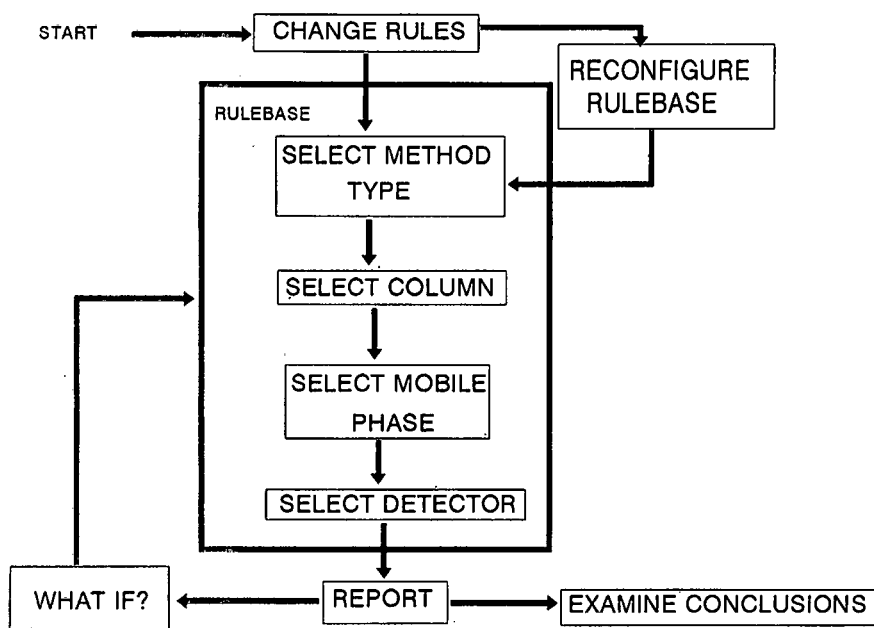 START
CHANGE RULES
RECONFIGURE
RULEBASE
RULEBASE
SELECT METHOD
TYPE
SELECT COLUMN
SELECT MOBILE
PHASE
SELECT DETECTOR
WHAT IF?
REPORT
EXAMINE CONCLUSIONS